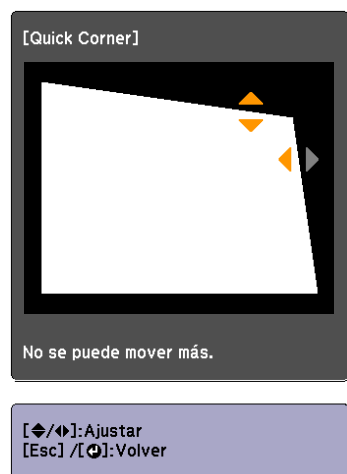 [Quick Corner]
No se puede mover más.
[◆/◆]:Ajustar
[Esc] /[↵]:Volver